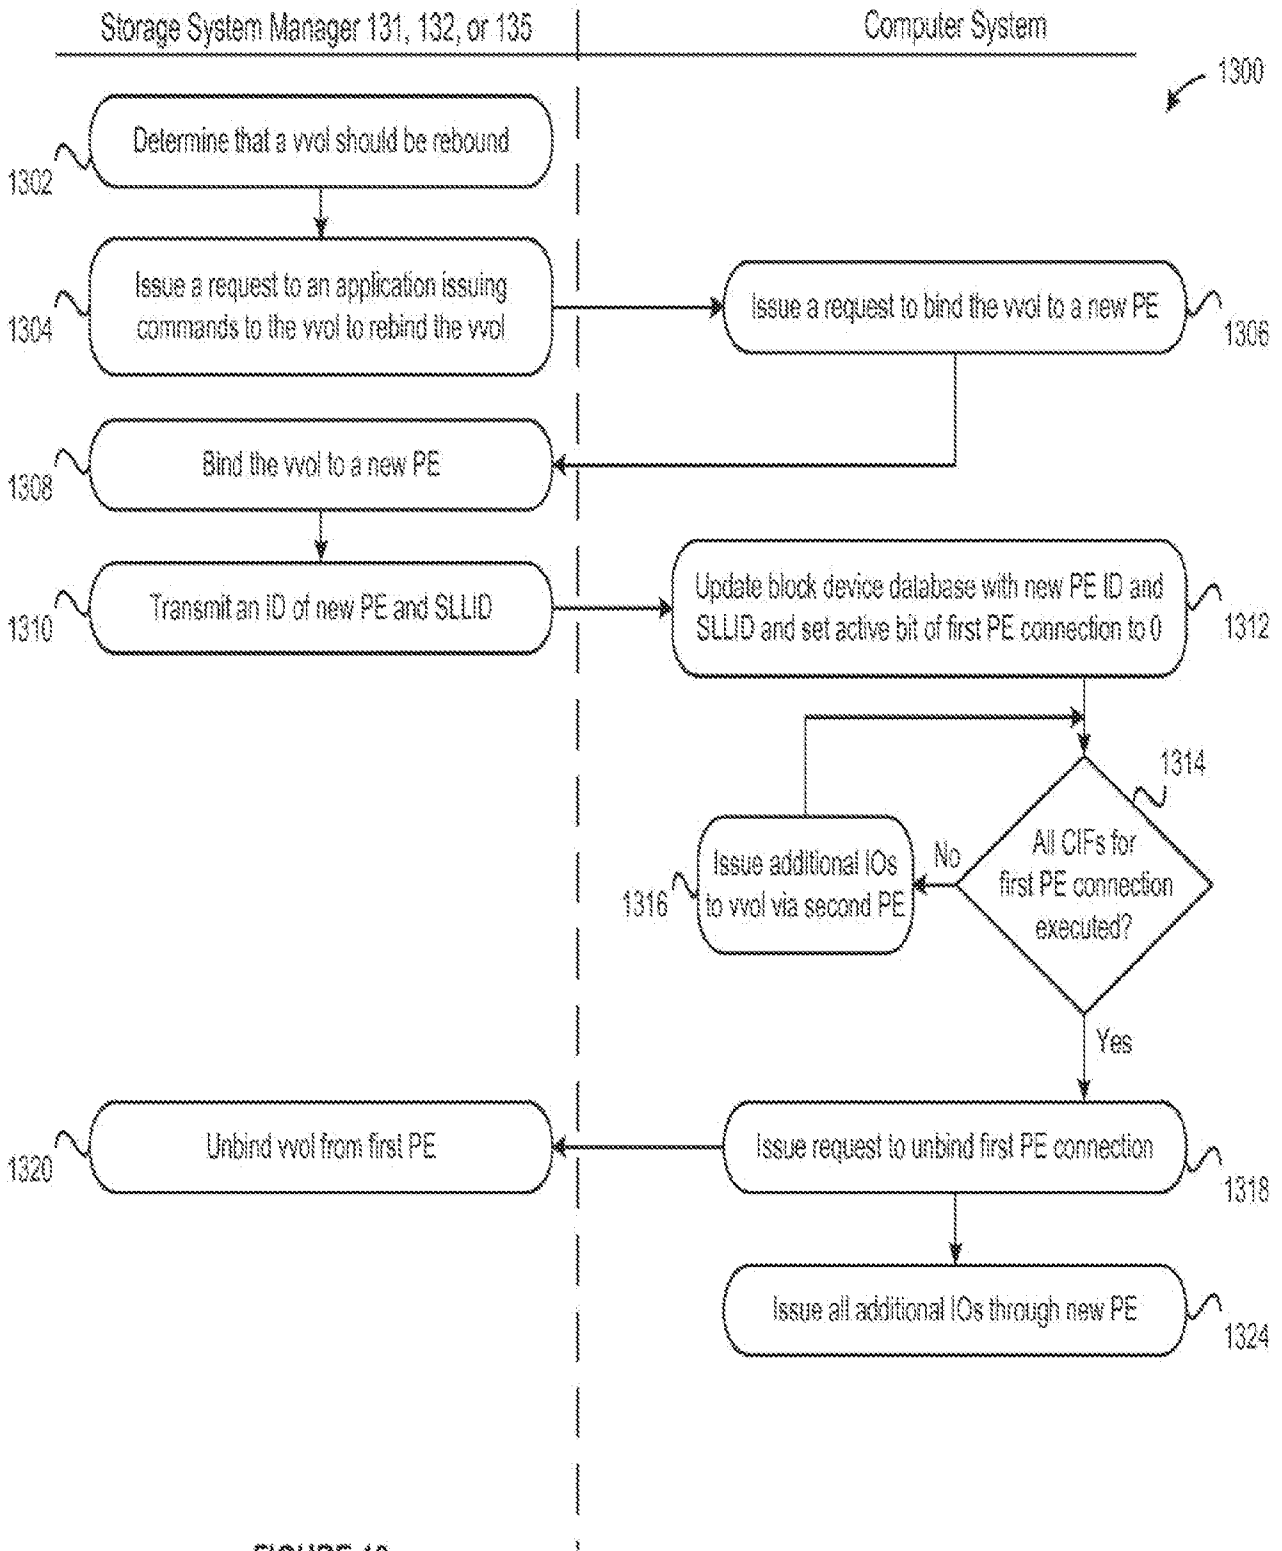 Storage System Manager 131, 132, or 135
Computer System
1300
Determine that a vvol should be rebound
1302
Issue a request to an application issuing
commands to the vvol to rebind the vvol
1304
Issue a request to bind the vvol to a new PE
1306
Bind the vvol to a new PE
1308
Transmit an ID of new PE and SLLID
1310
Update block device database with new PE ID and
SLLID and set active bit of first PE connection to 0
1312
1314
All CIFs for
first PE connection
executed?
No
Issue additional IOs
to vvol via second PE
1316
Yes
Issue request to unbind first PE connection
1318
Unbind vvol from first PE
1320
Issue all additional IOs through new PE
1324
FIGURE